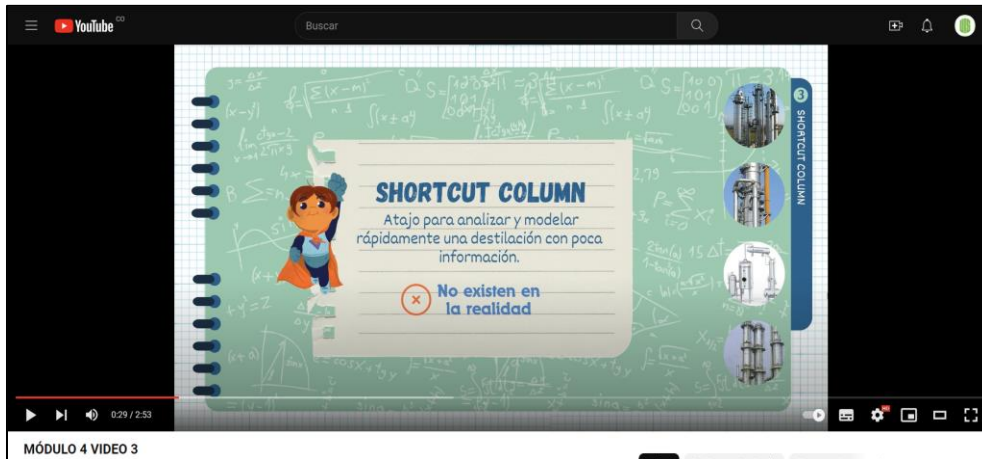 YouTube CO
Buscar
SHORTCUT COLUMN
Atajo para analizar y modelar
rápidamente una destilación con poca
información.
No existen en
la realidad
3 SHORTCUT COLUMN
0:29 / 2:53
HD
MÓDULO 4 VIDEO 3